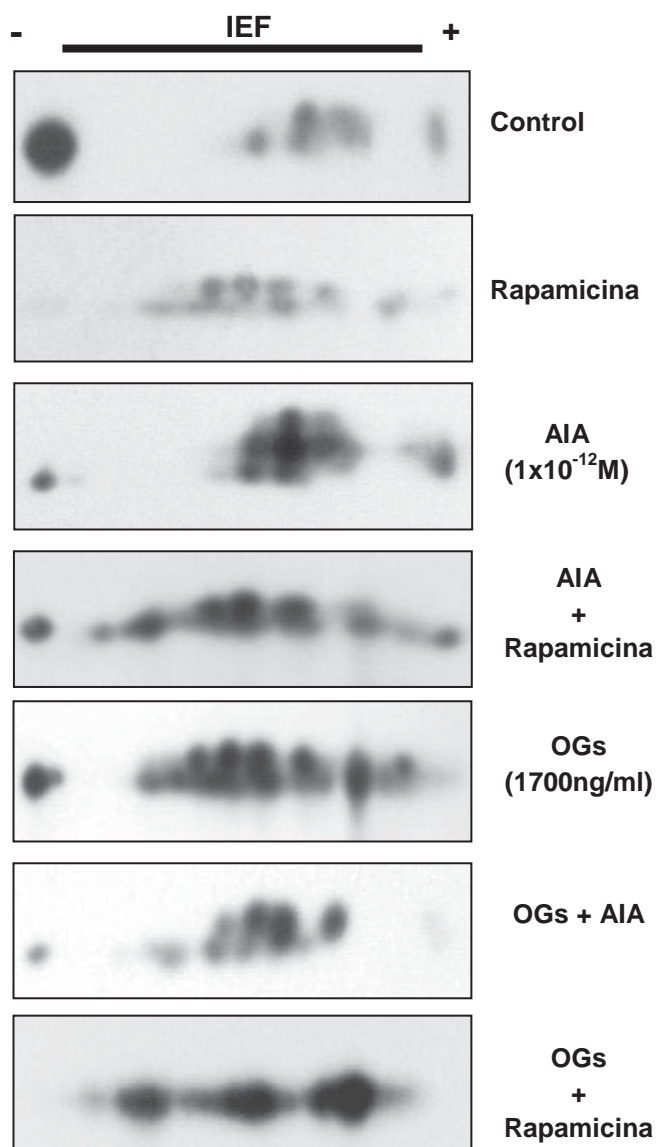 - IEF +
Control
Rapamicina
AIA
(1x10⁻¹²M)
AIA
+
Rapamicina
OGs
(1700ng/ml)
OGs + AIA
OGs
+
Rapamicina